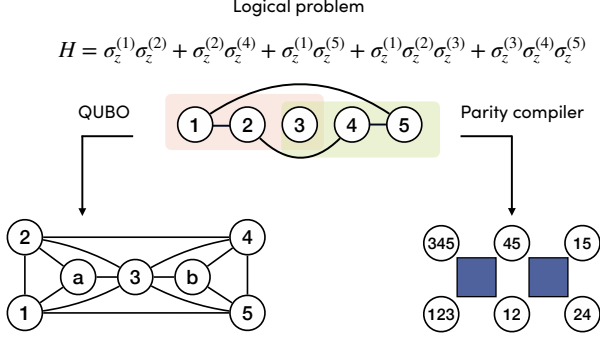 Logical problem
H = σ_z^(1)σ_z^(2) + σ_z^(2)σ_z^(4) + σ_z^(1)σ_z^(5) + σ_z^(1)σ_z^(2)σ_z^(3) + σ_z^(3)σ_z^(4)σ_z^(5)
QUBO
Parity compiler
1 2 3 4 5
2 4
a 3 b
1 5
345 45 15
123 12 24